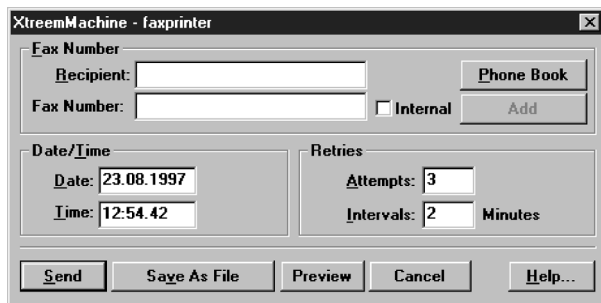 XtreemMachine - faxprinter
Fax Number
Recipient:
Phone Book
Fax Number:
Internal
Add
Date/Time
Retries
Date: 23.08.1997
Attempts: 3
Time: 12:54.42
Intervals: 2 Minutes
Send Save As File Preview Cancel Help...